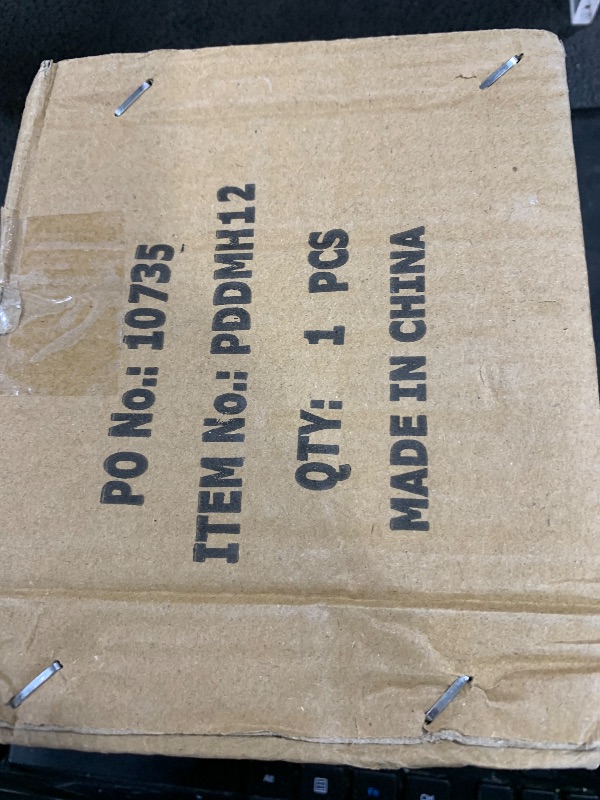 PO No.: 10735
ITEM No.: PDDMH12
QTY: 1 PCS
MADE IN CHINA